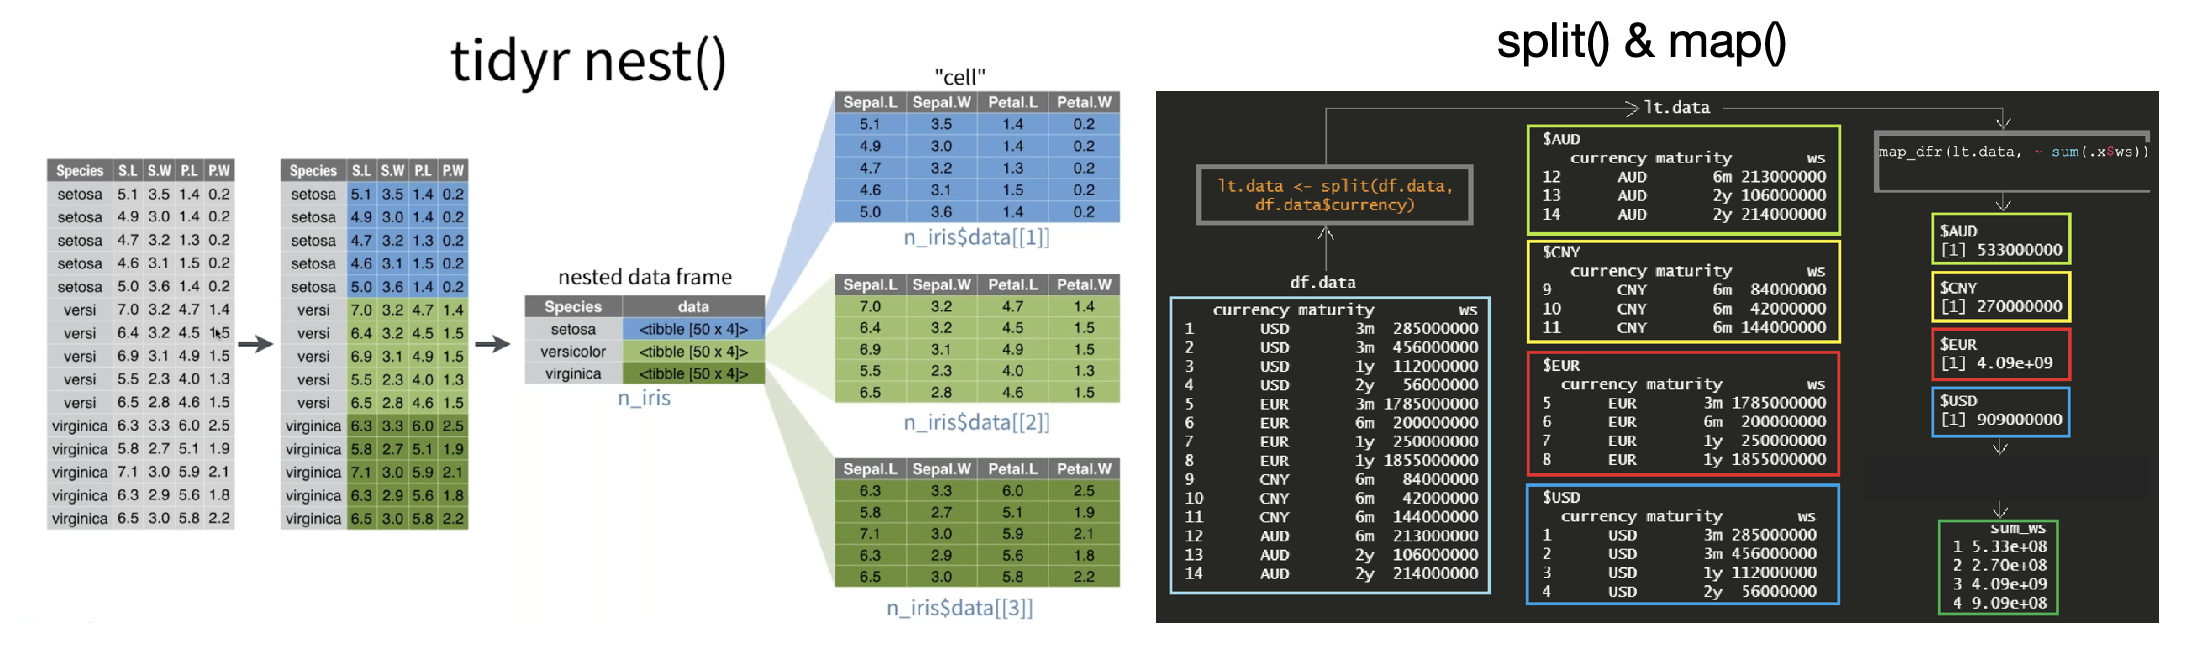 tidyr nest()
Species S.L S.W P.L P.W
setosa 5.1 3.5 1.4 0.2
setosa 4.9 3.0 1.4 0.2
setosa 4.7 3.2 1.3 0.2
setosa 4.6 3.1 1.5 0.2
setosa 5.0 3.6 1.4 0.2
versi 7.0 3.2 4.7 1.4
versi 6.4 3.2 4.5 1.5
versi 6.9 3.1 4.9 1.5
versi 5.5 2.3 4.0 1.3
versi 6.5 2.8 4.6 1.5
virginica 6.3 3.3 6.0 2.5
virginica 5.8 2.7 5.1 1.9
virginica 7.1 3.0 5.9 2.1
virginica 6.3 2.9 5.6 1.8
virginica 6.5 3.0 5.8 2.2
Species S.L S.W P.L P.W
setosa 5.1 3.5 1.4 0.2
setosa 4.9 3.0 1.4 0.2
setosa 4.7 3.2 1.3 0.2
setosa 4.6 3.1 1.5 0.2
setosa 5.0 3.6 1.4 0.2
versi 7.0 3.2 4.7 1.4
versi 6.4 3.2 4.5 1.5
versi 6.9 3.1 4.9 1.5
versi 5.5 2.3 4.0 1.3
versi 6.5 2.8 4.6 1.5
virginica 6.3 3.3 6.0 2.5
virginica 5.8 2.7 5.1 1.9
virginica 7.1 3.0 5.9 2.1
virginica 6.3 2.9 5.6 1.8
virginica 6.5 3.0 5.8 2.2
nested data frame
Species data
setosa <tibble [50 x 4]>
versicolor <tibble [50 x 4]>
virginica <tibble [50 x 4]>
n_iris
"cell"
Sepal.L Sepal.W Petal.L Petal.W
5.1 3.5 1.4 0.2
4.9 3.0 1.4 0.2
4.7 3.2 1.3 0.2
4.6 3.1 1.5 0.2
5.0 3.6 1.4 0.2
n_iris$data[[1]]
Sepal.L Sepal.W Petal.L Petal.W
7.0 3.2 4.7 1.4
6.4 3.2 4.5 1.5
6.9 3.1 4.9 1.5
5.5 2.3 4.0 1.3
6.5 2.8 4.6 1.5
n_iris$data[[2]]
Sepal.L Sepal.W Petal.L Petal.W
6.3 3.3 6.0 2.5
5.8 2.7 5.1 1.9
7.1 3.0 5.9 2.1
6.3 2.9 5.6 1.8
6.5 3.0 5.8 2.2
n_iris$data[[3]]
split() & map()
lt.data <- split(df.data,
df.data$currency)
df.data
currency maturity ws
1 USD 3m 285000000
2 USD 3m 456000000
3 USD 1y 112000000
4 USD 2y 56000000
5 EUR 3m 1785000000
6 EUR 6m 200000000
7 EUR 1y 250000000
8 EUR 1y 1855000000
9 CNY 6m 84000000
10 CNY 6m 42000000
11 CNY 6m 144000000
12 AUD 6m 213000000
13 AUD 2y 106000000
14 AUD 2y 214000000
lt.data
$AUD
currency maturity ws
12 AUD 6m 213000000
13 AUD 2y 106000000
14 AUD 2y 214000000
$CNY
currency maturity ws
9 CNY 6m 84000000
10 CNY 6m 42000000
11 CNY 6m 144000000
$EUR
currency maturity ws
5 EUR 3m 1785000000
6 EUR 6m 200000000
7 EUR 1y 250000000
8 EUR 1y 1855000000
$USD
currency maturity ws
1 USD 3m 285000000
2 USD 3m 456000000
3 USD 1y 112000000
4 USD 2y 56000000
map_dfr(lt.data, ~ sum(.x$ws))
$AUD
[1] 533000000
$CNY
[1] 270000000
$EUR
[1] 4.09e+09
$USD
[1] 909000000
sum_ws
1 5.33e+08
2 2.70e+08
3 4.09e+09
4 9.09e+08